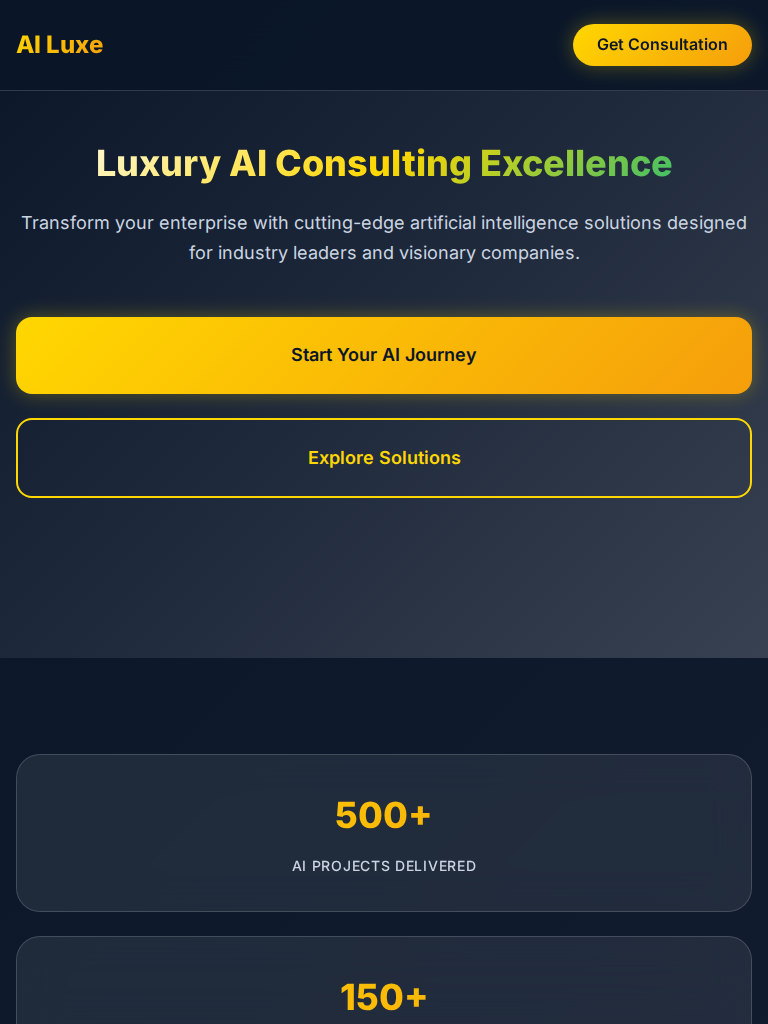 AI Luxe
Get Consultation
Luxury AI Consulting Excellence
Transform your enterprise with cutting-edge artificial intelligence solutions designed
for industry leaders and visionary companies.
Start Your AI Journey
Explore Solutions
500+
AI PROJECTS DELIVERED
150+